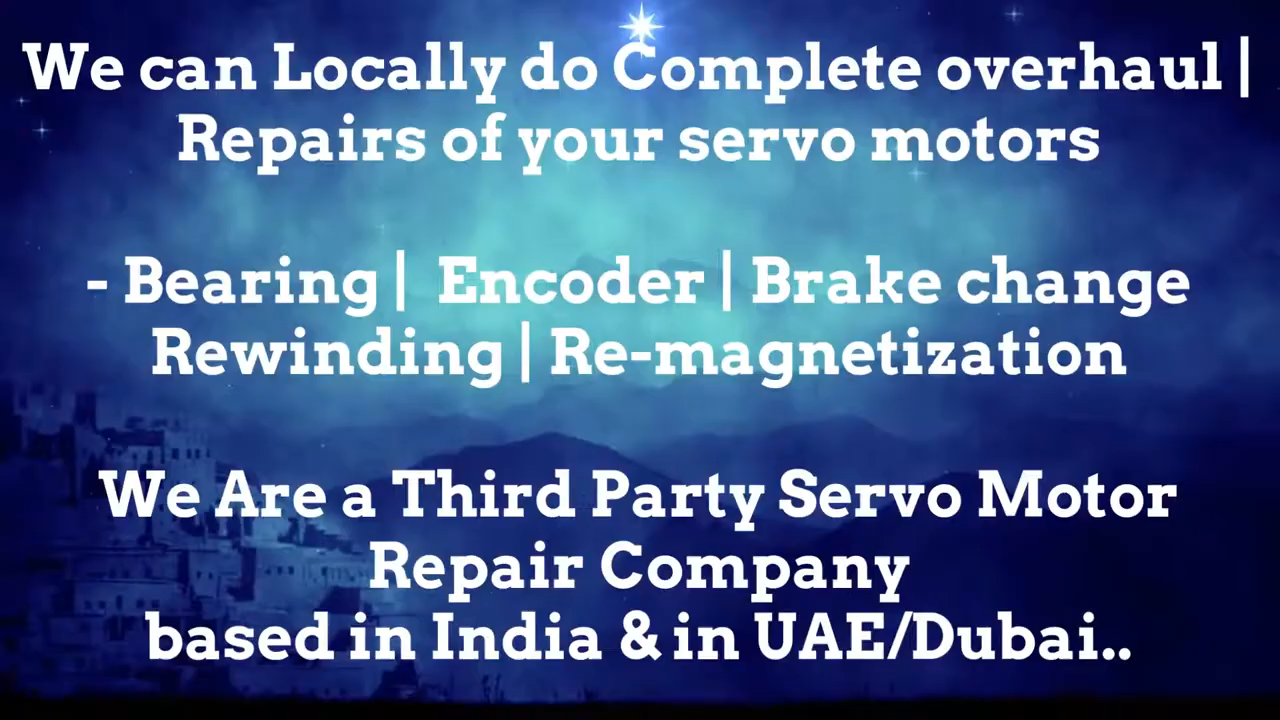 We can Locally do Complete overhaul |
Repairs of your servo motors
- Bearing | Encoder | Brake change
Rewinding | Re-magnetization
We Are a Third Party Servo Motor
Repair Company
based in India & in UAE/Dubai..